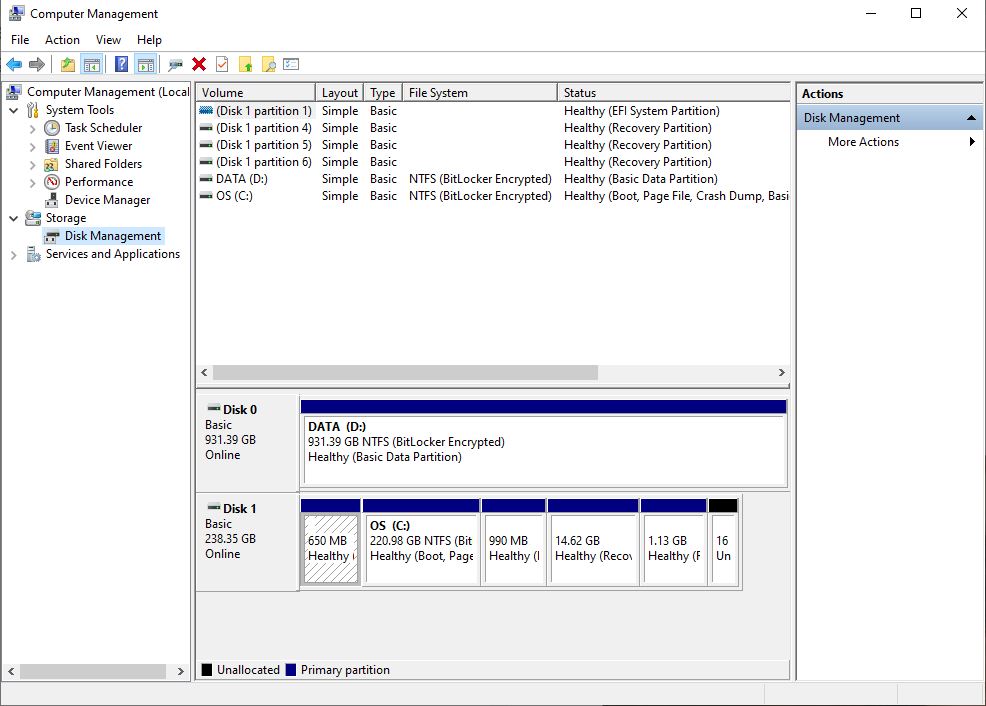 Computer Management
File Action View Help
Computer Management (Local
System Tools
Task Scheduler
Event Viewer
Shared Folders
Performance
Device Manager
Storage
Disk Management
Services and Applications
Volume Layout Type File System Status
(Disk 1 partition 1) Simple Basic Healthy (EFI System Partition)
(Disk 1 partition 4) Simple Basic Healthy (Recovery Partition)
(Disk 1 partition 5) Simple Basic Healthy (Recovery Partition)
(Disk 1 partition 6) Simple Basic Healthy (Recovery Partition)
DATA (D:) Simple Basic NTFS (BitLocker Encrypted) Healthy (Basic Data Partition)
OS (C:) Simple Basic NTFS (BitLocker Encrypted) Healthy (Boot, Page File, Crash Dump, Basi
Disk 0
Basic
931.39 GB
Online
DATA (D:)
931.39 GB NTFS (BitLocker Encrypted)
Healthy (Basic Data Partition)
Disk 1
Basic
238.35 GB
Online
650 MB
Healthy (
OS (C:)
220.98 GB NTFS (Bit
Healthy (Boot, Page
990 MB
Healthy (
14.62 GB
Healthy (Recov
1.13 GB
Healthy (F
16
Un
Unallocated Primary partition
Actions
Disk Management
More Actions